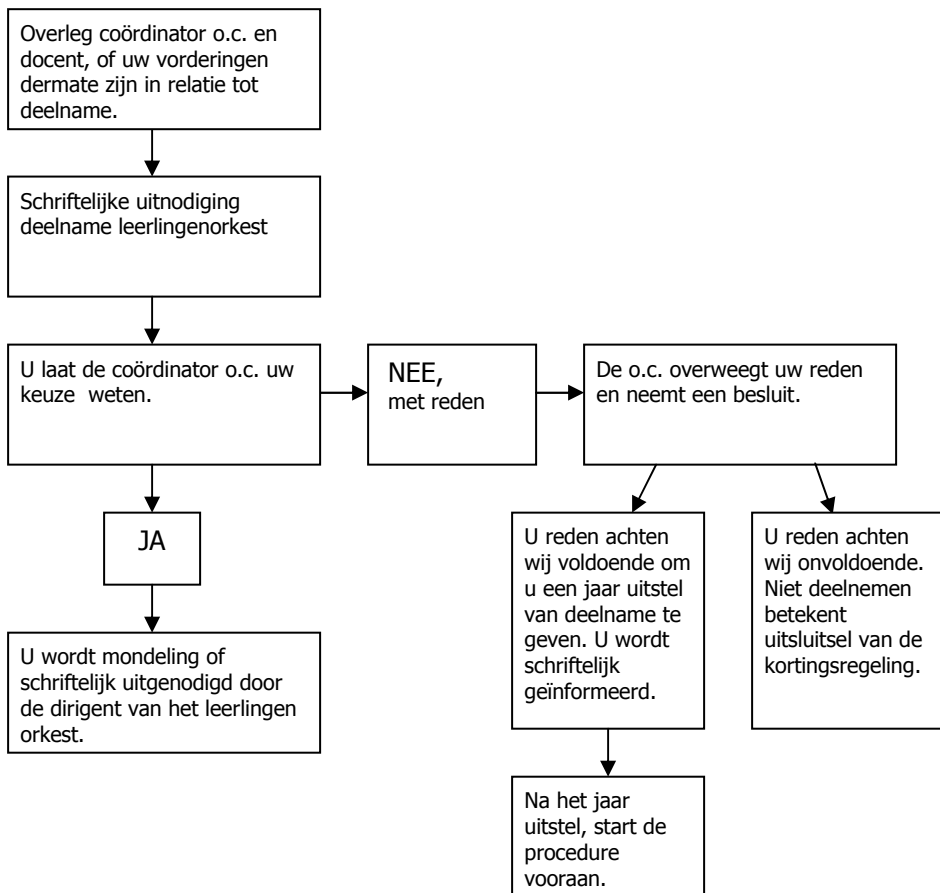 Overleg coördinator o.c. en
docent, of uw vorderingen
dermate zijn in relatie tot
deelname.
Schriftelijke uitnodiging
deelname leerlingenorkest
U laat de coördinator o.c. uw
keuze weten.
NEE,
met reden
De o.c. overweegt uw reden
en neemt een besluit.
JA
U wordt mondeling of
schriftelijk uitgenodigd door
de dirigent van het leerlingen
orkest.
U reden achten
wij voldoende om
u een jaar uitstel
van deelname te
geven. U wordt
schriftelijk
geïnformeerd.
U reden achten
wij onvoldoende.
Niet deelnemen
betekent
uitsluitsel van de
kortingsregeling.
Na het jaar
uitstel, start de
procedure
vooraan.